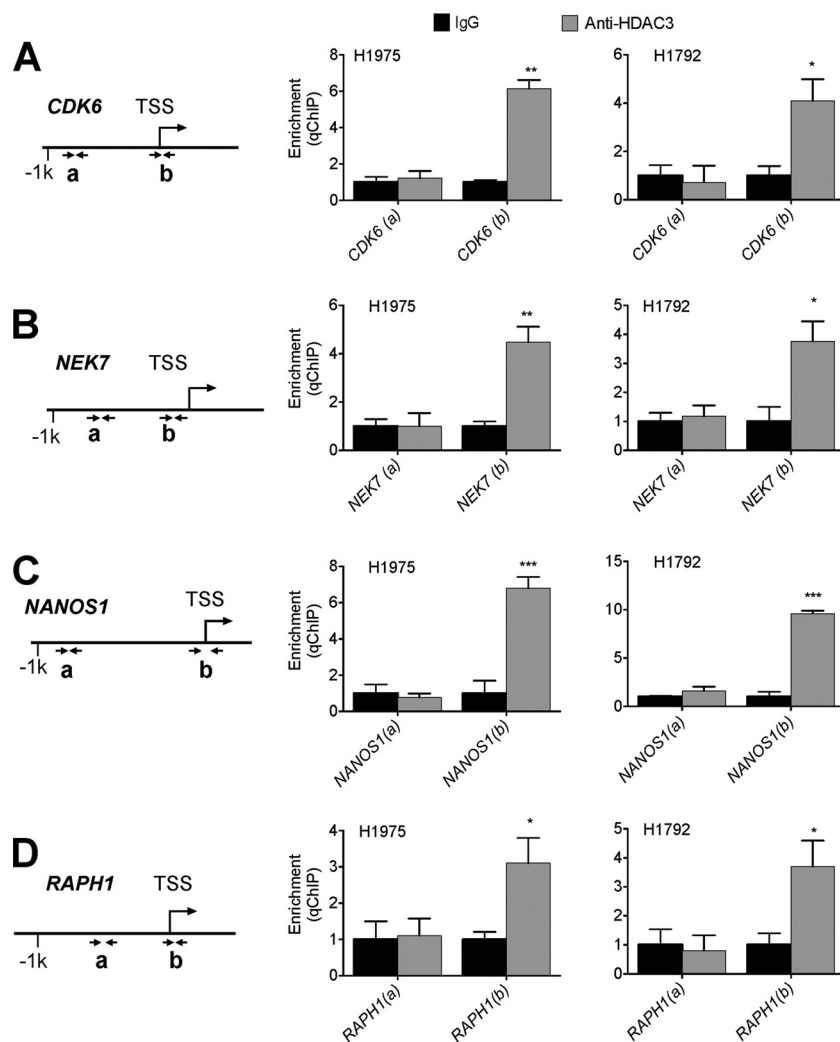 IgG Anti-HDAC3
A
CDK6 TSS
-1k a b
H1975
Enrichment
(qChIP)
8
6
4
2
0
**
CDK6 (a) CDK6 (b)
H1792
6
4
2
0
*
CDK6 (a) CDK6 (b)
B
NEK7 TSS
-1k a b
H1975
Enrichment
(qChIP)
6
4
2
0
**
NEK7 (a) NEK7 (b)
H1792
5
4
3
2
1
0
*
NEK7 (a) NEK7 (b)
C
NANOS1 TSS
-1k a b
H1975
Enrichment
(qChIP)
8
6
4
2
0
***
NANOS1(a) NANOS1(b)
H1792
15
10
5
0
***
NANOS1(a) NANOS1(b)
D
RAPH1 TSS
-1k a b
H1975
Enrichment
(qChIP)
4
3
2
1
0
*
RAPH1(a) RAPH1(b)
H1792
5
4
3
2
1
0
*
RAPH1(a) RAPH1(b)